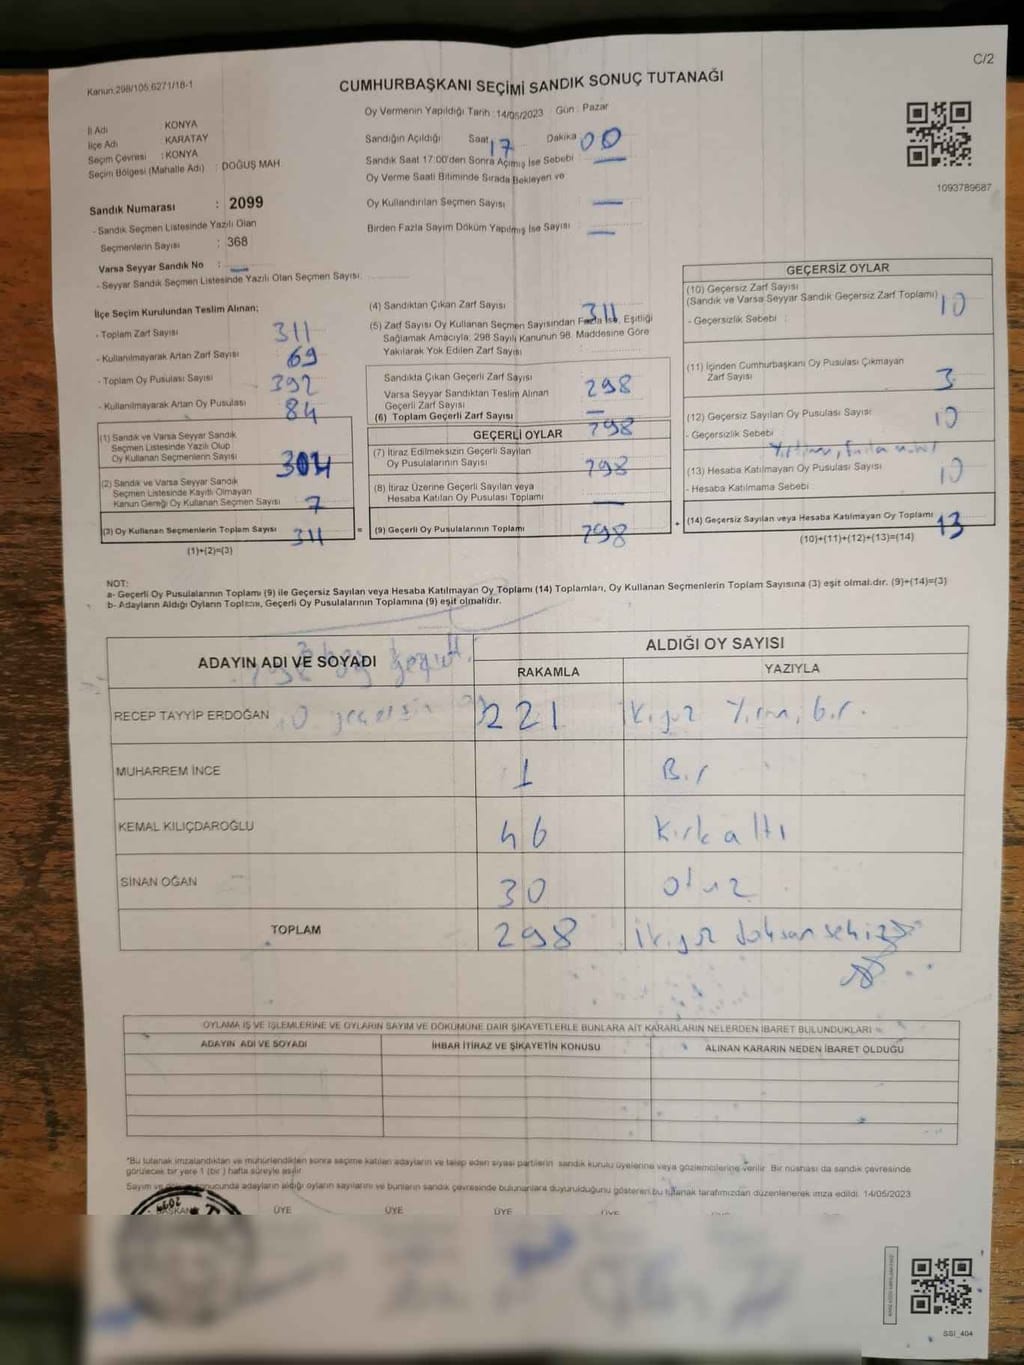 C/2
Kanun:298/105.6271/18-1
CUMHURBAŞKANI SEÇİMİ SANDIK SONUÇ TUTANAĞI
Oy Vermenin Yapıldığı Tarih :14/05/2023 Gün : Pazar
İl Adı KONYA
İlçe Adı : KARATAY
Seçim Çevresi : KONYA
Seçim Bölgesi (Mahalle Adı) : DOĞUŞ MAH.
Sandığın Açıldığı Saat 17 Dakika 00
Sandık Saat 17:00'den Sonra Açımış İse Sebebi —
Oy Verme Saati Bitiminde Sırada Bekleyen ve
Oy Kullandırılan Seçmen Sayısı —
Birden Fazla Sayım Döküm Yapılmış İse Sayısı —
1093789687
Sandık Numarası : 2099
- Sandık Seçmen Listesinde Yazılı Olan
Seçmenlerin Sayısı : 368
Varsa Seyyar Sandık No : —
- Seyyar Sandık Seçmen Listesinde Yazılı Olan Seçmen Sayısı
İlçe Seçim Kurulundan Teslim Alınan;
- Toplam Zarf Sayısı 311
- Kullanılmayarak Artan Zarf Sayısı 69
- Toplam Oy Pusulası Sayısı 392
- Kullanılmayarak Artan Oy Pusulası 84
(1) Sandık ve Varsa Seyyar Sandık
Seçmen Listesinde Yazılı Olup
Oy Kullanan Seçmenlerin Sayısı 304
(2) Sandık ve Varsa Seyyar Sandık
Seçmen Listesinde Kayıtlı Olmayan
Kanun Gereği Oy Kullanan Seçmen Sayısı 7
(3) Oy Kullanan Seçmenlerin Toplam Sayısı 311 =
(1)+(2)=(3)
(4) Sandıktan Çıkan Zarf Sayısı 311
(5) Zarf Sayısı Oy Kullanan Seçmen Sayısından Fazla İse, Eşitliği
Sağlamak Amacıyla; 298 Sayılı Kanunun 98. Maddesine Göre
Yakılarak Yok Edilen Zarf Sayısı
Sandıkta Çıkan Geçerli Zarf Sayısı 298
Varsa Seyyar Sandıktan Teslim Alınan
Geçerli Zarf Sayısı —
(6) Toplam Geçerli Zarf Sayısı 298
GEÇERLİ OYLAR
(7) İtiraz Edilmeksizin Geçerli Sayılan
Oy Pusulalarının Sayısı 298
(8) İtiraz Üzerine Geçerli Sayılan veya
Hesaba Katılan Oy Pusulası Toplamı —
(9) Geçerli Oy Pusulalarının Toplamı 298 +
GEÇERSİZ OYLAR
(10) Geçersiz Zarf Sayısı
(Sandık ve Varsa Seyyar Sandık Geçersiz Zarf Toplamı) 10
- Geçersizlik Sebebi :
(11) İçinden Cumhurbaşkanı Oy Pusulası Çıkmayan
Zarf Sayısı 3
(12) Geçersiz Sayılan Oy Pusulası Sayısı 10
- Geçersizlik Sebebi
(13) Hesaba Katılmayan Oy Pusulası Sayısı 10
- Hesaba Katılmama Sebebi
(14) Geçersiz Sayılan veya Hesaba Katılmayan Oy Toplamı 13
(10)+(11)+(12)+(13)=(14)
NOT:
a- Geçerli Oy Pusulalarının Toplamı (9) ile Geçersiz Sayılan veya Hesaba Katılmayan Oy Toplamı (14) Toplamları, Oy Kullanan Seçmenlerin Toplam Sayısına (3) eşit olmalıdır. (9)+(14)=(3)
b- Adayların Aldığı Oyların Toplamı, Geçerli Oy Pusulalarının Toplamına (9) eşit olmalıdır.
ADAYIN ADI VE SOYADI
ALDIĞI OY SAYISI
RAKAMLA YAZIYLA
RECEP TAYYİP ERDOĞAN 221 ikiyüz Yirmi bir
MUHARREM İNCE 1 Bir
KEMAL KILIÇDAROĞLU 46 Kırk altı
SİNAN OĞAN 30 otuz
TOPLAM 298 ikiyüz doksan sekiz
OYLAMA İŞ VE İŞLEMLERİNE VE OYLARIN SAYIM VE DÖKÜMÜNE DAİR ŞİKAYETLERLE BUNLARA AİT KARARLARIN NELERDEN İBARET BULUNDUKLARI
ADAYIN ADI VE SOYADI İHBAR İTİRAZ VE ŞİKAYETİN KONUSU ALINAN KARARIN NEDEN İBARET OLDUĞU
*Bu tutanak imzalandıktan ve mühürlendikten sonra seçime katılan adayların ve talep eden siyasi partilerin sandık kurulu üyelerine veya gözlemcilerine verilir. Bir nüshası da sandık çevresinde
görülecek bir yere 1 (bir ) hafta süreyle asılır.
Sayım ve döküm sonucunda adayların aldığı oyların sayılarını ve bunların sandık çevresinde bulunanlara duyurulduğunu gösteren bu tutanak tarafımızdan düzenlenerek imza edildi. 14/05/2023
BAŞKAN ÜYE ÜYE ÜYE ÜYE
SSI_404